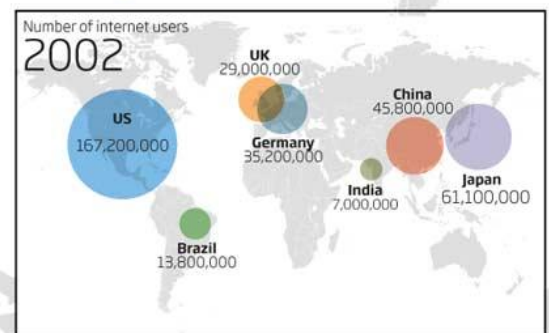 Number of internet users
2002
US
167,200,000
UK
29,000,000
Germany
35,200,000
China
45,800,000
India
7,000,000
Japan
61,100,000
Brazil
13,800,000